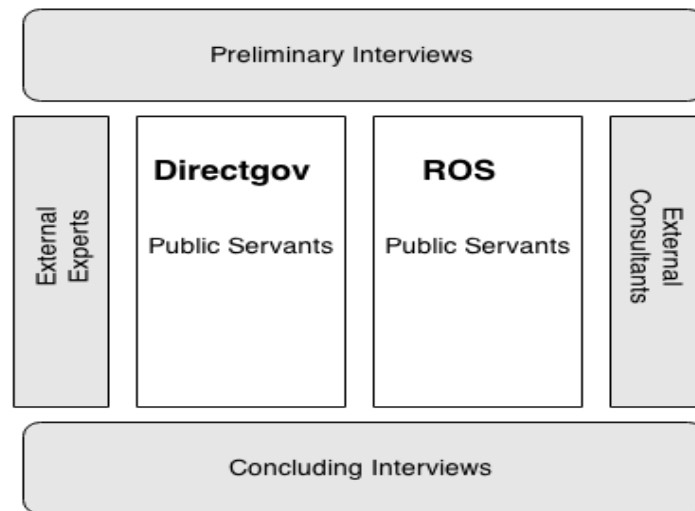 Preliminary Interviews
External
Experts
Directgov
Public Servants
ROS
Public Servants
External
Consultants
Concluding Interviews